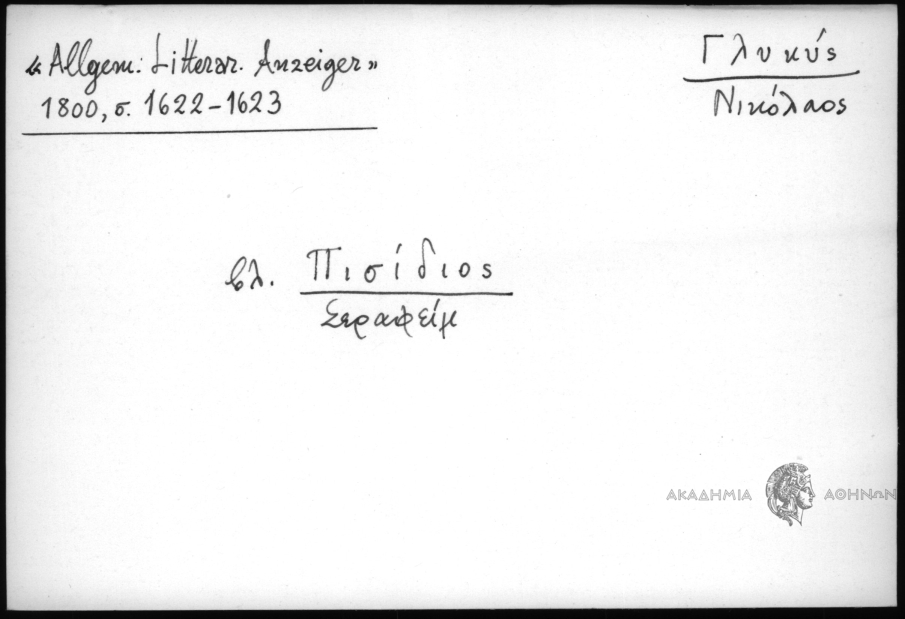 «Allgem: Litterar. Anzeiger»
1800, σ. 1622-1623
Γλυκύς
Νικόλαος
βλ. Πισίδιος
Σεραφείμ
ΑΚΑΔΗΜΙΑ ΑΘΗΝΩΝ